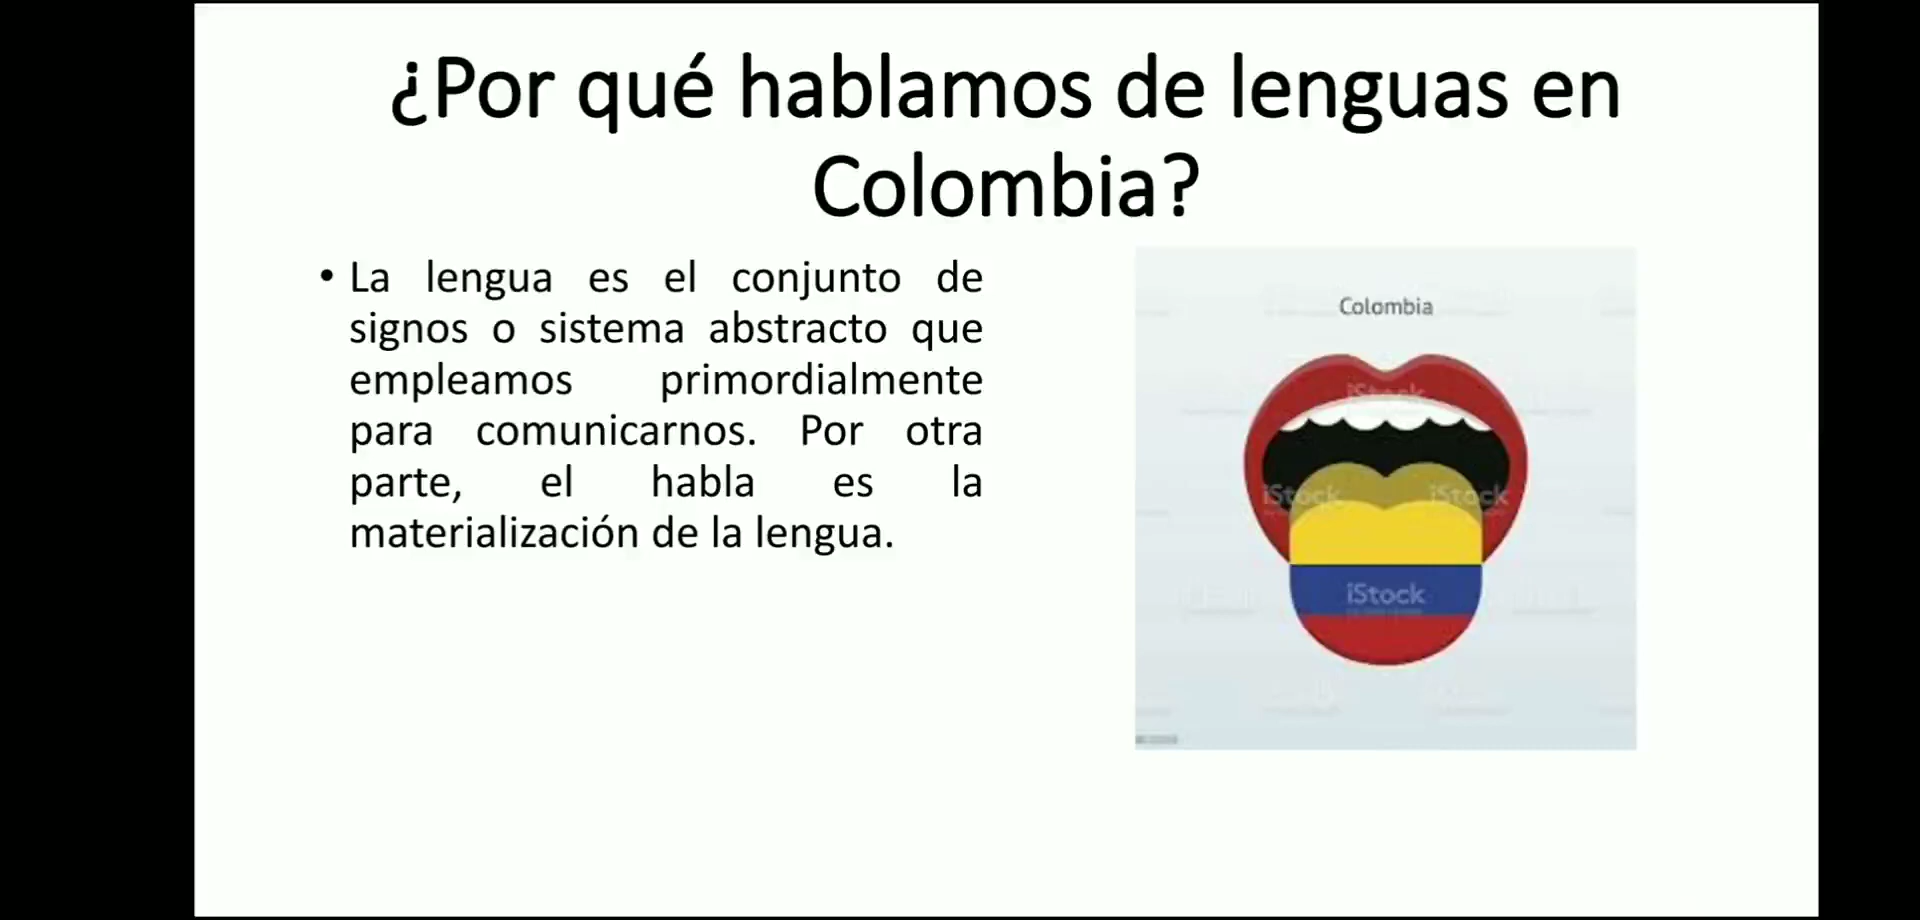 ¿Por qué hablamos de lenguas en
Colombia?
• La lengua es el conjunto de
signos o sistema abstracto que
empleamos primordialmente
para comunicarnos. Por otra
parte, el habla es la
materialización de la lengua.
Colombia
iStock
iStock iStock
iStock